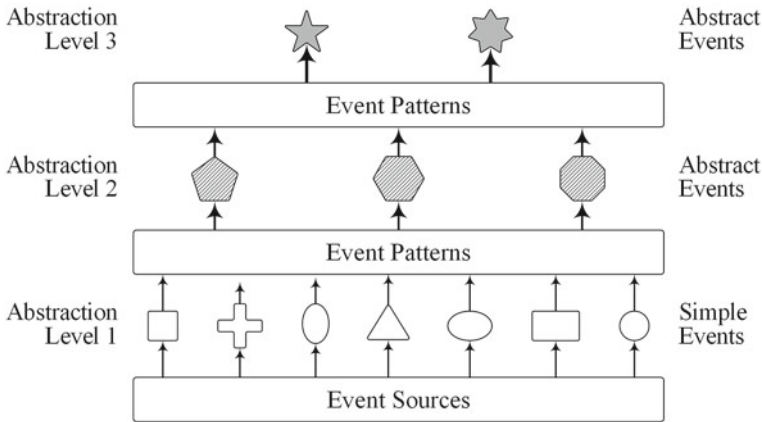 Abstraction
Level 3
Abstract
Events
Event Patterns
Abstraction
Level 2
Abstract
Events
Event Patterns
Abstraction
Level 1
Simple
Events
Event Sources